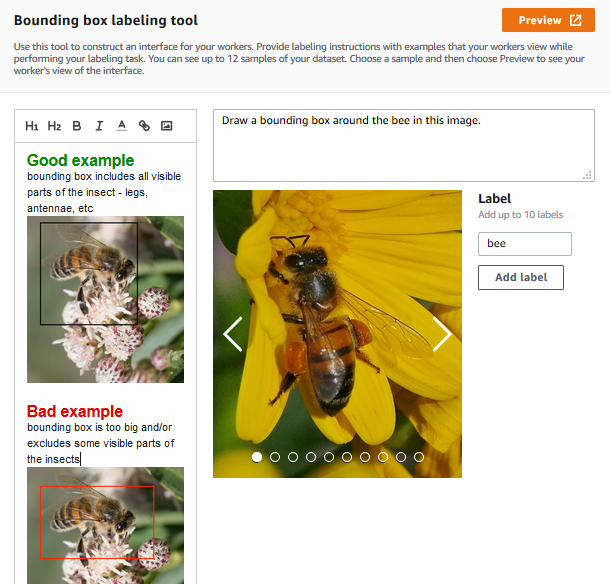 Bounding box labeling tool
Preview
Use this tool to construct an interface for your workers. Provide labeling instructions with examples that your workers view while
performing your labeling task. You can see up to 12 samples of your dataset. Choose a sample and then choose Preview to see your
worker's view of the interface.
H1 H2 B I A
Good example
bounding box includes all visible
parts of the insect - legs,
antennae, etc
Bad example
bounding box is too big and/or
excludes some visible parts of
the insects
Draw a bounding box around the bee in this image.
Label
Add up to 10 labels
bee
Add label